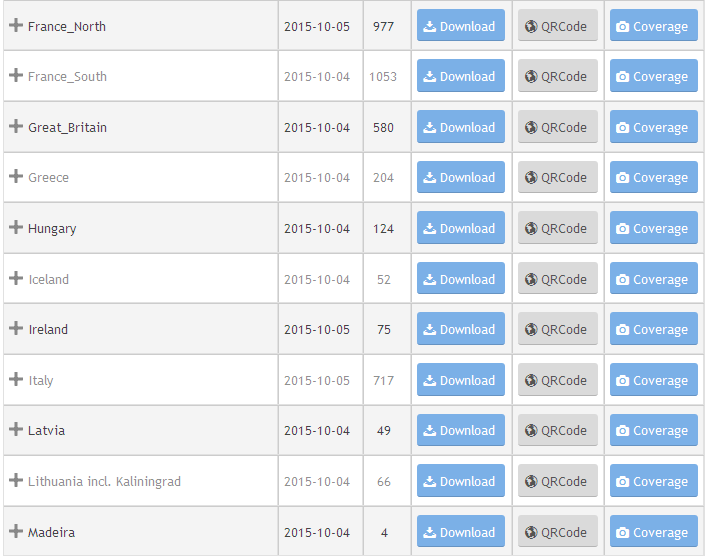 France_North 2015-10-05 977 Download QRCode Coverage
France_South 2015-10-04 1053 Download QRCode Coverage
Great_Britain 2015-10-04 580 Download QRCode Coverage
Greece 2015-10-04 204 Download QRCode Coverage
Hungary 2015-10-04 124 Download QRCode Coverage
Iceland 2015-10-04 52 Download QRCode Coverage
Ireland 2015-10-05 75 Download QRCode Coverage
Italy 2015-10-05 717 Download QRCode Coverage
Latvia 2015-10-04 49 Download QRCode Coverage
Lithuania incl. Kaliningrad 2015-10-04 66 Download QRCode Coverage
Madeira 2015-10-04 4 Download QRCode Coverage